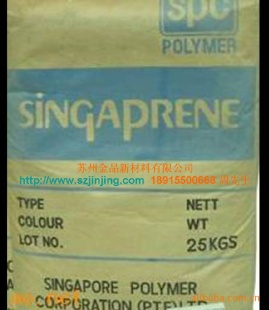 spc
POLYMER
SiNGAPRENE
苏州金品新材料有限公司
http://www.szjinjing.com 18915500668
TYPE NETT
COLOUR WT
LOT NO. 25KGS
SINGAPORE POLYMER
CORPORATION (PTE) LTD